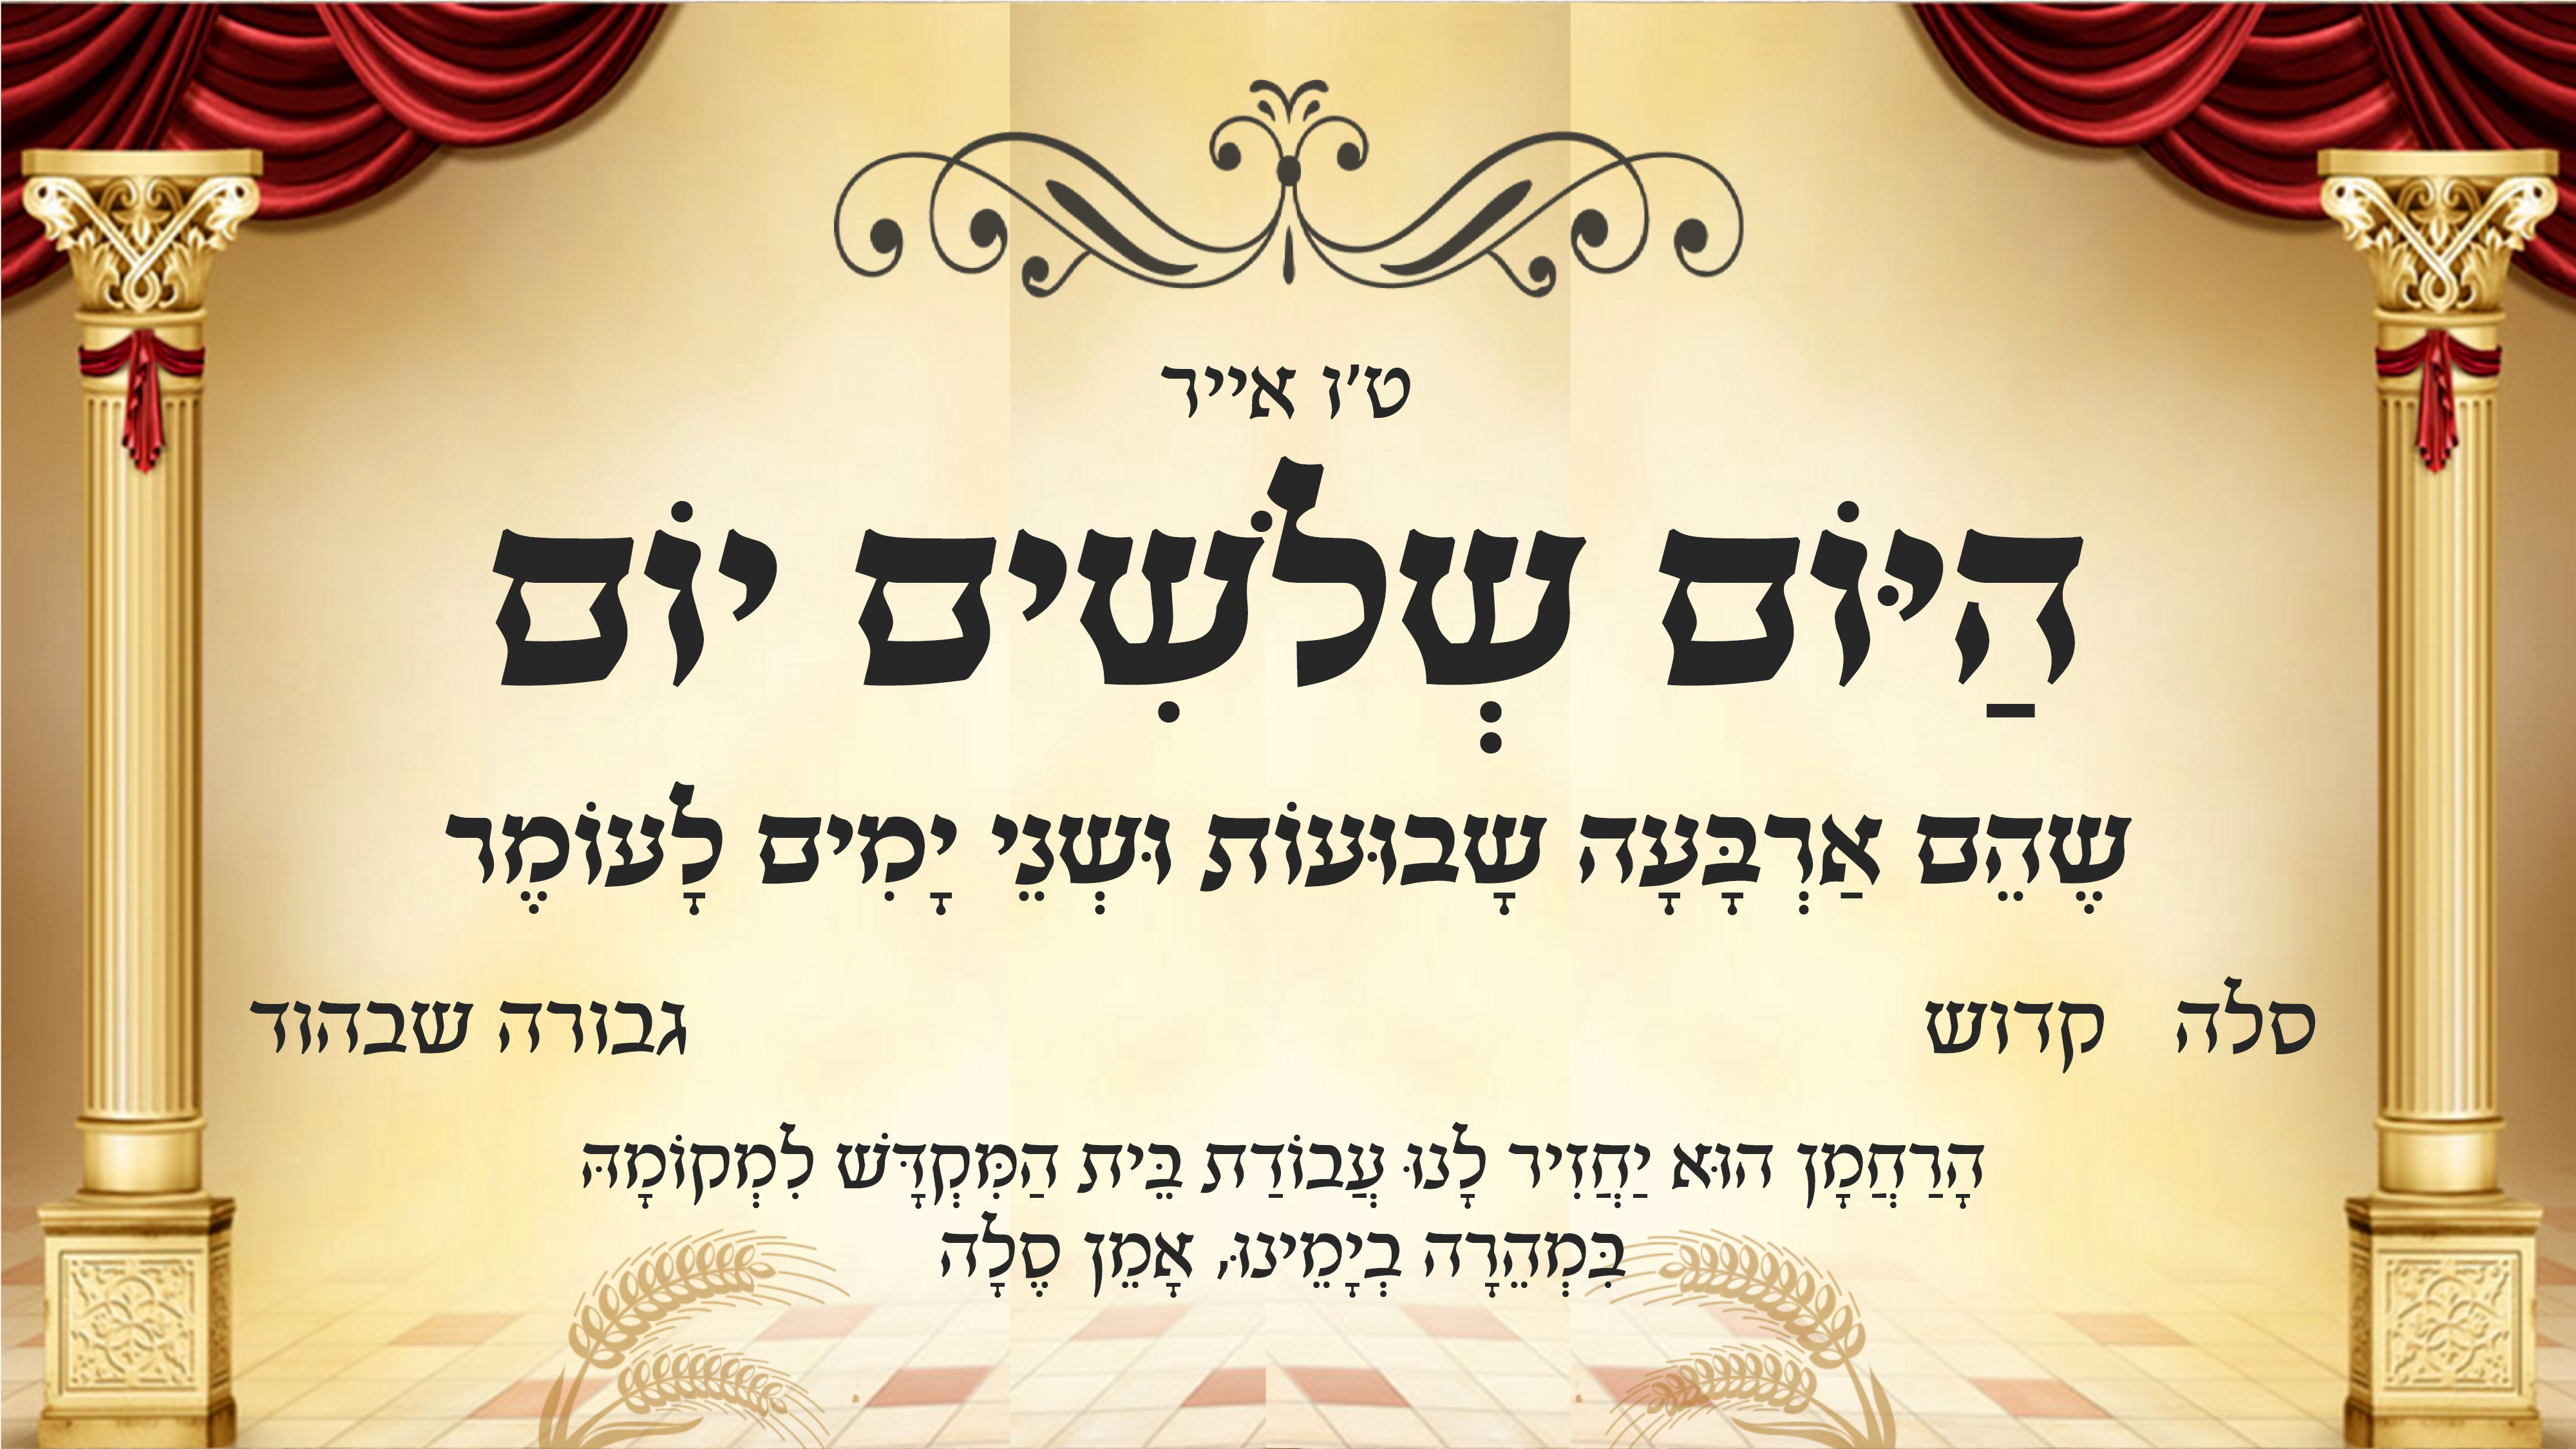 ט'ו אייר
הַיּוֹם שְׁלֹשִׁים יוֹם
שֶׁהֵם אַרְבָּעָה שָׁבוּעוֹת וּשְׁנֵי יָמִים לָעוֹמֶר
סלה קדוש גבורה שבהוד
הָרַחֲמָן הוּא יַחֲזִיר לָנוּ עֲבוֹדַת בֵּית הַמִּקְדָּשׁ לִמְקוֹמָהּ
בִּמְהֵרָה בְיָמֵינוּ, אָמֵן סֶלָה